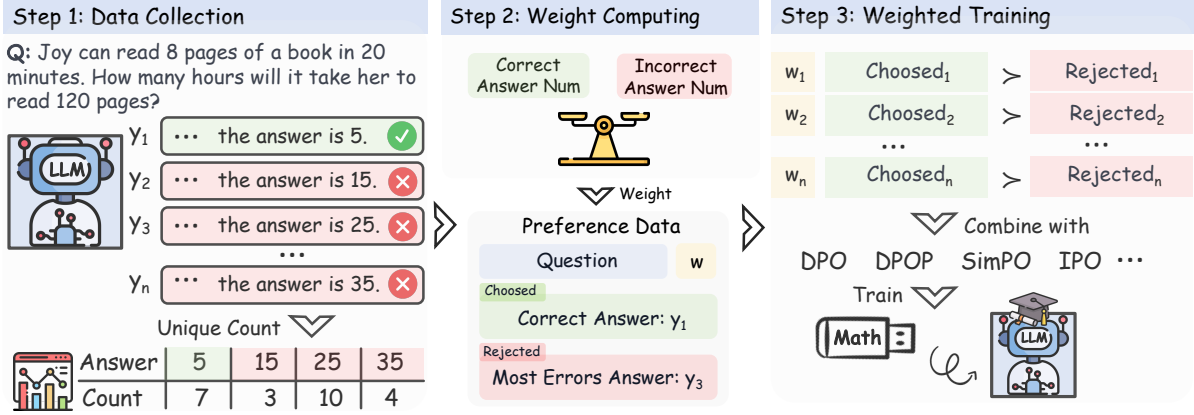 Step 1: Data Collection
Q: Joy can read 8 pages of a book in 20
minutes. How many hours will it take her to
read 120 pages?
LLM
y₁ ··· the answer is 5.
y₂ ··· the answer is 15.
y₃ ··· the answer is 25.
···
yₙ ··· the answer is 35.
Unique Count
Answer 5 15 25 35
Count 7 3 10 4
Step 2: Weight Computing
Correct
Answer Num
Incorrect
Answer Num
Weight
Preference Data
Question w
Choosed
Correct Answer: y₁
Rejected
Most Errors Answer: y₃
Step 3: Weighted Training
w₁ Choosed₁ ≻ Rejected₁
w₂ Choosed₂ ≻ Rejected₂
··· ···
wₙ Choosedₙ ≻ Rejectedₙ
Combine with
DPO DPOP SimPO IPO ···
Train
Math
LLM